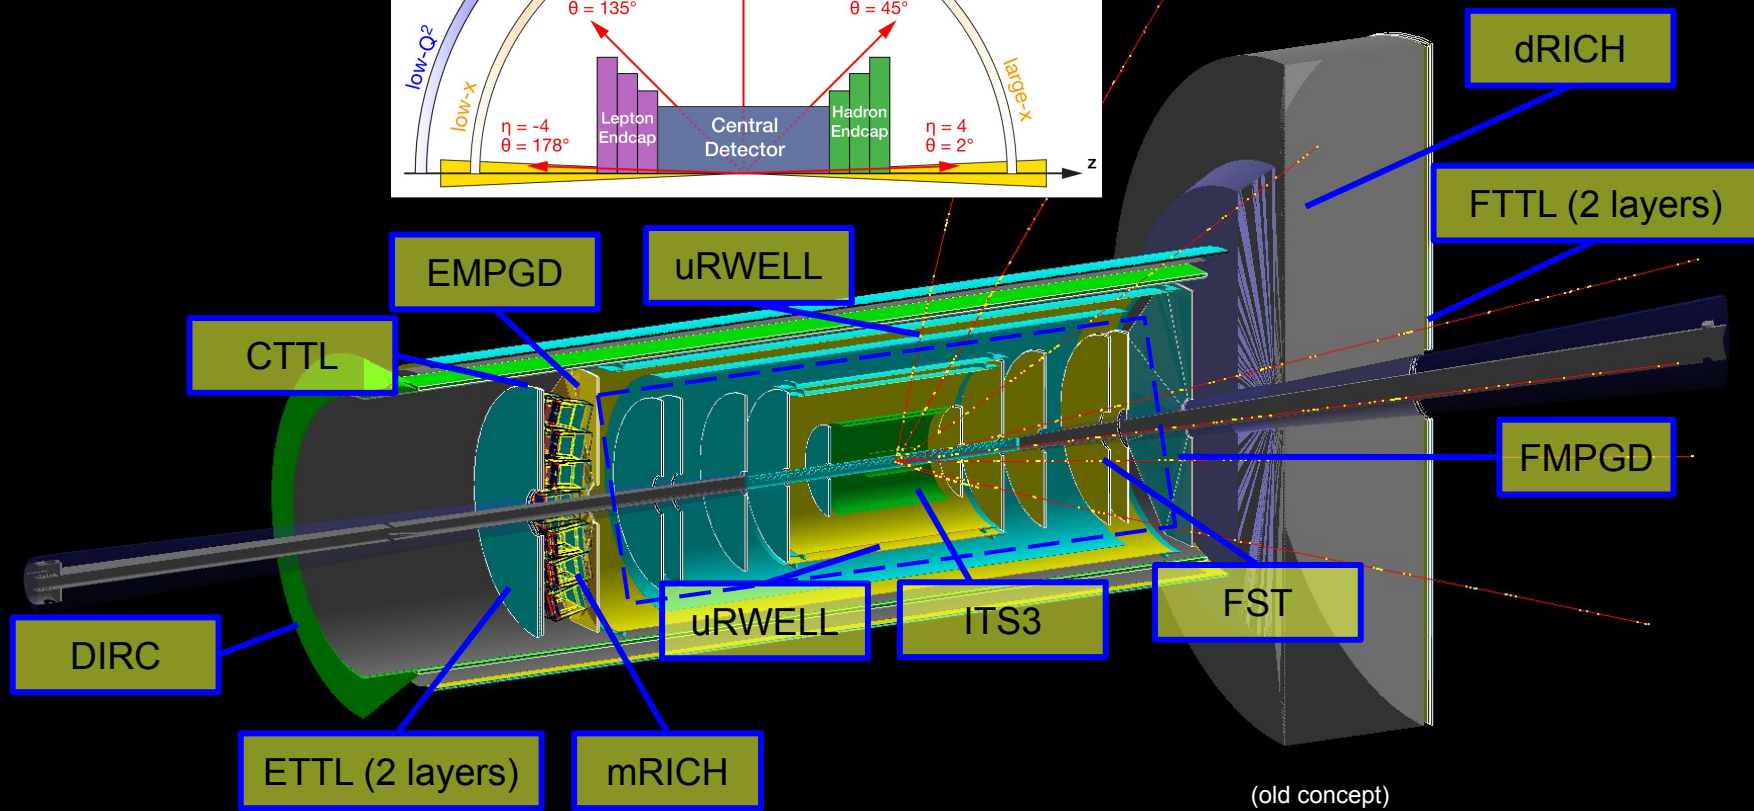 θ = 135°
θ = 45°
low-Q²
low-x
large-x
Lepton
Endcap
Central
Detector
Hadron
Endcap
η = -4
θ = 178°
η = 4
θ = 2°
z
dRICH
FTTL (2 layers)
EMPGD
uRWELL
CTTL
FMPGD
FST
ITS3
uRWELL
DIRC
ETTL (2 layers)
mRICH
(old concept)